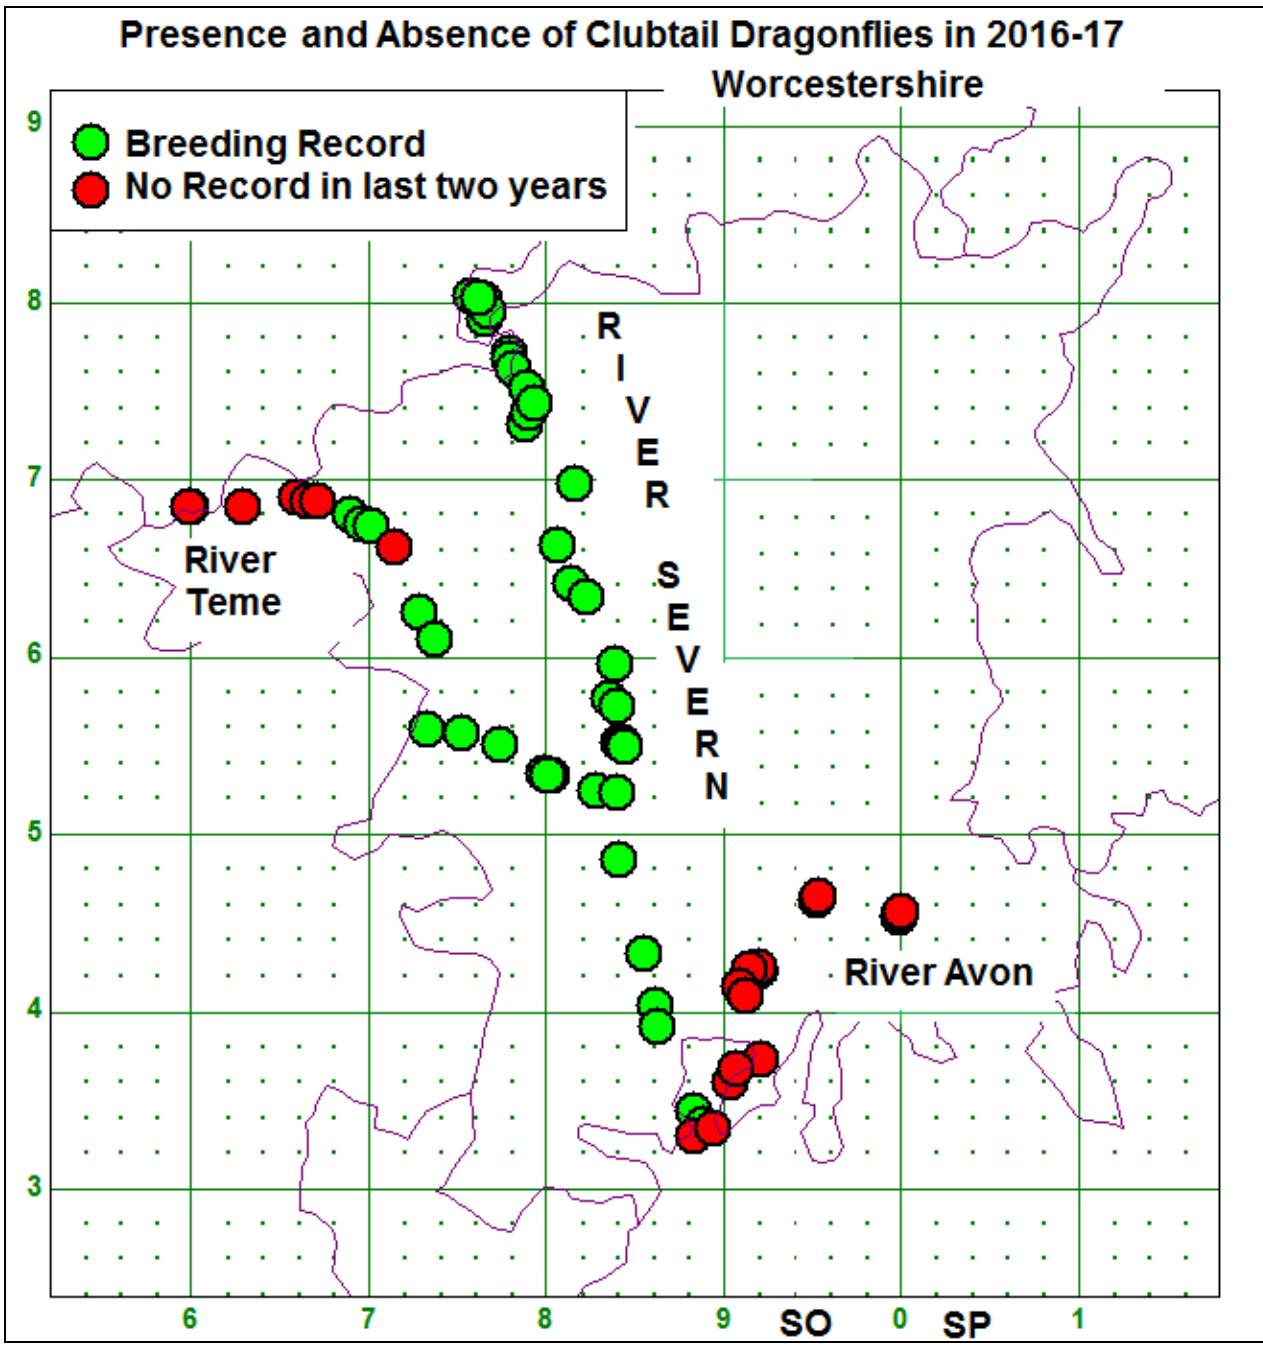 Presence and Absence of Clubtail Dragonflies in 2016-17
Worcestershire
Breeding Record
No Record in last two years
9
8
7
6
5
4
3
RIVER
SEVERN
River
Teme
River Avon
6
7
8
9
SO
0
SP
1